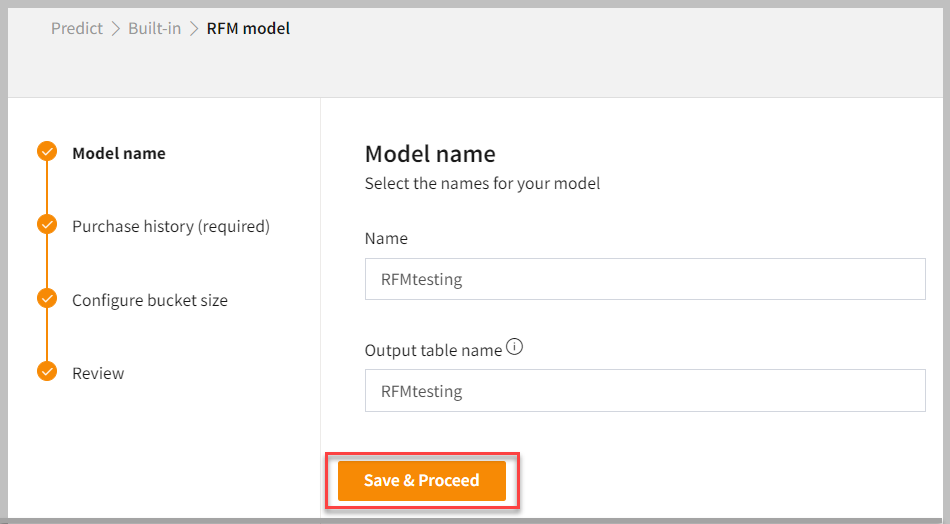 Predict > Built-in > RFM model
Model name
Purchase history (required)
Configure bucket size
Review
Model name
Select the names for your model
Name
RFMtesting
Output table name
RFMtesting
Save & Proceed